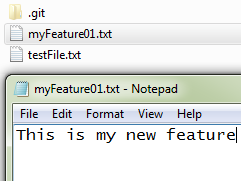 .git
myFeature01.txt
testFile.txt
myFeature01.txt - Notepad
File Edit Format View Help
This is my new feature